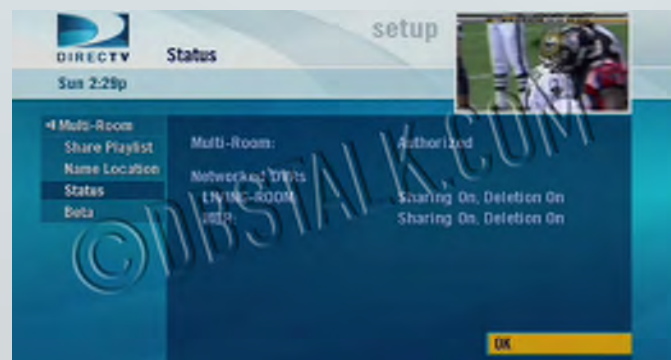 DIRECTV
Status
setup
Sun 2:29p
Multi-Room
Share Playlist
Name Location
Status
Beta
Multi-Room: Authorized
Networked DVRs
LIVING-ROOM Sharing On, Deletion On
Sharing On, Deletion On
OK
©DBSTALK.COM